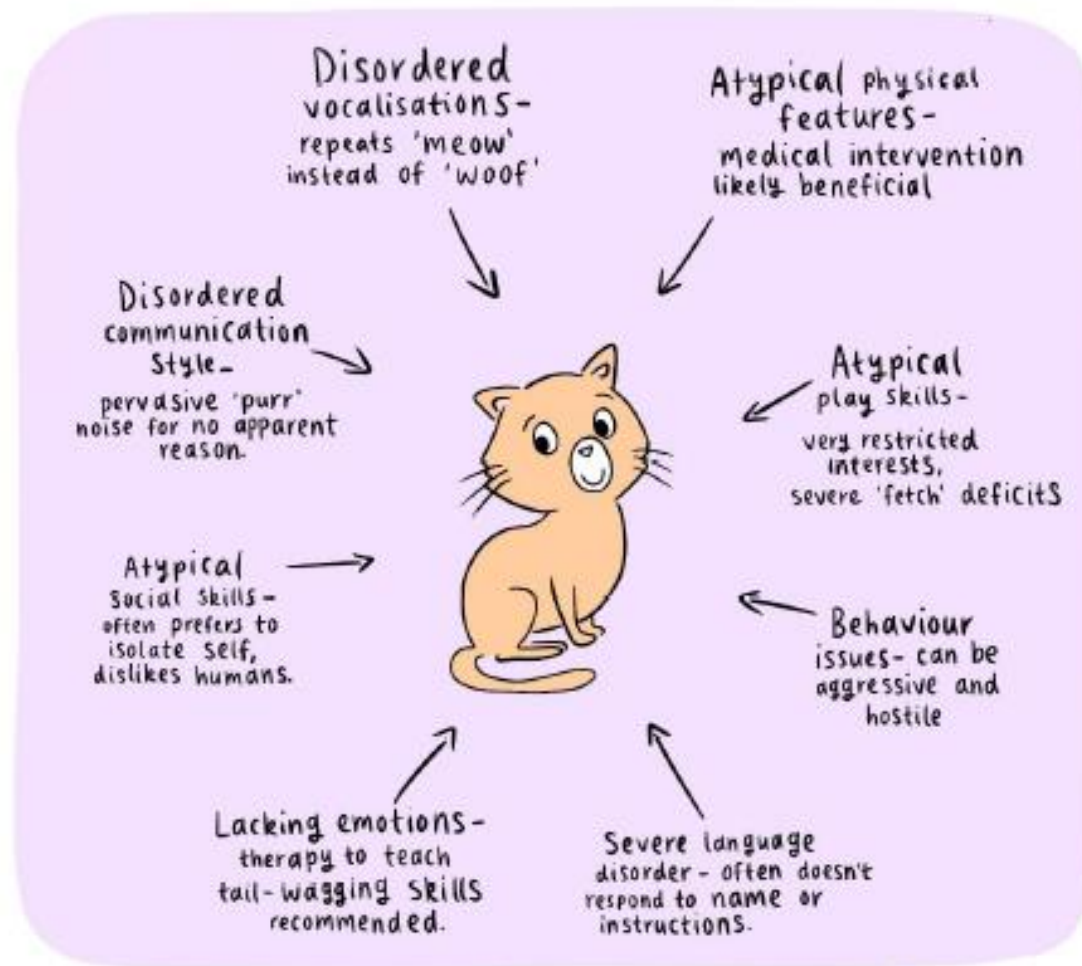 Disordered
vocalisations-
repeats 'meow'
instead of 'woof'
Atypical physical
features-
medical intervention
likely beneficial
Disordered
communication
style-
pervasive 'purr'
noise for no apparent
reason.
Atypical
play skills-
very restricted
interests,
severe 'fetch' deficits
Atypical
social skills-
often prefers to
isolate self,
dislikes humans.
Behaviour
issues- can be
aggressive and
hostile
Lacking emotions-
therapy to teach
tail-wagging skills
recommended.
Severe language
disorder- often doesn't
respond to name or
instructions.